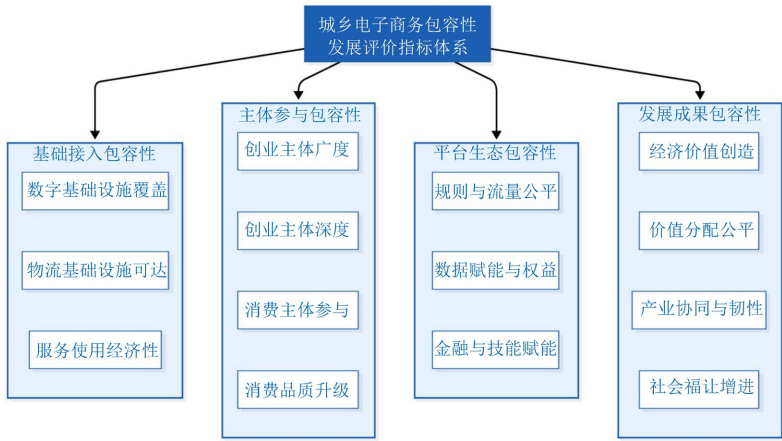 城乡电子商务包容性
发展评价指标体系
基础接入包容性
数字基础设施覆盖
物流基础设施可达
服务使用经济性
主体参与包容性
创业主体广度
创业主体深度
消费主体参与
消费品质升级
平台生态包容性
规则与流量公平
数据赋能与权益
金融与技能赋能
发展成果包容性
经济价值创造
价值分配公平
产业协同与韧性
社会福让增进